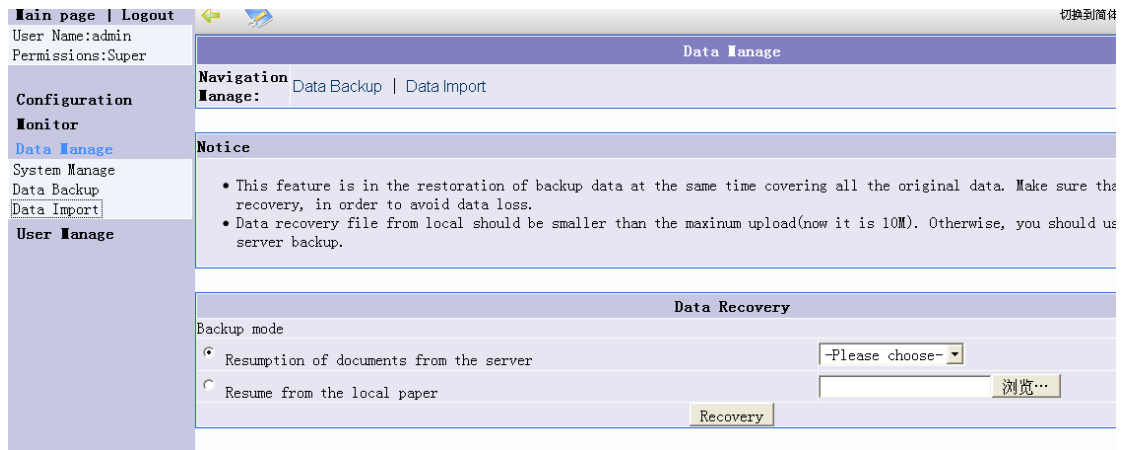 Main page | Logout
切换到简体
User Name:admin
Permissions:Super
Data Manage
Navigation Manage:
Data Backup | Data Import
Configuration
Monitor
Data Manage
System Manage
Data Backup
Data Import
User Manage
Notice
• This feature is in the restoration of backup data at the same time covering all the original data. Make sure tha
recovery, in order to avoid data loss.
• Data recovery file from local should be smaller than the maxinum upload(now it is 10M). Otherwise, you should us
server backup.
Data Recovery
Backup mode
Resumption of documents from the server
-Please choose-
Resume from the local paper
浏览…
Recovery